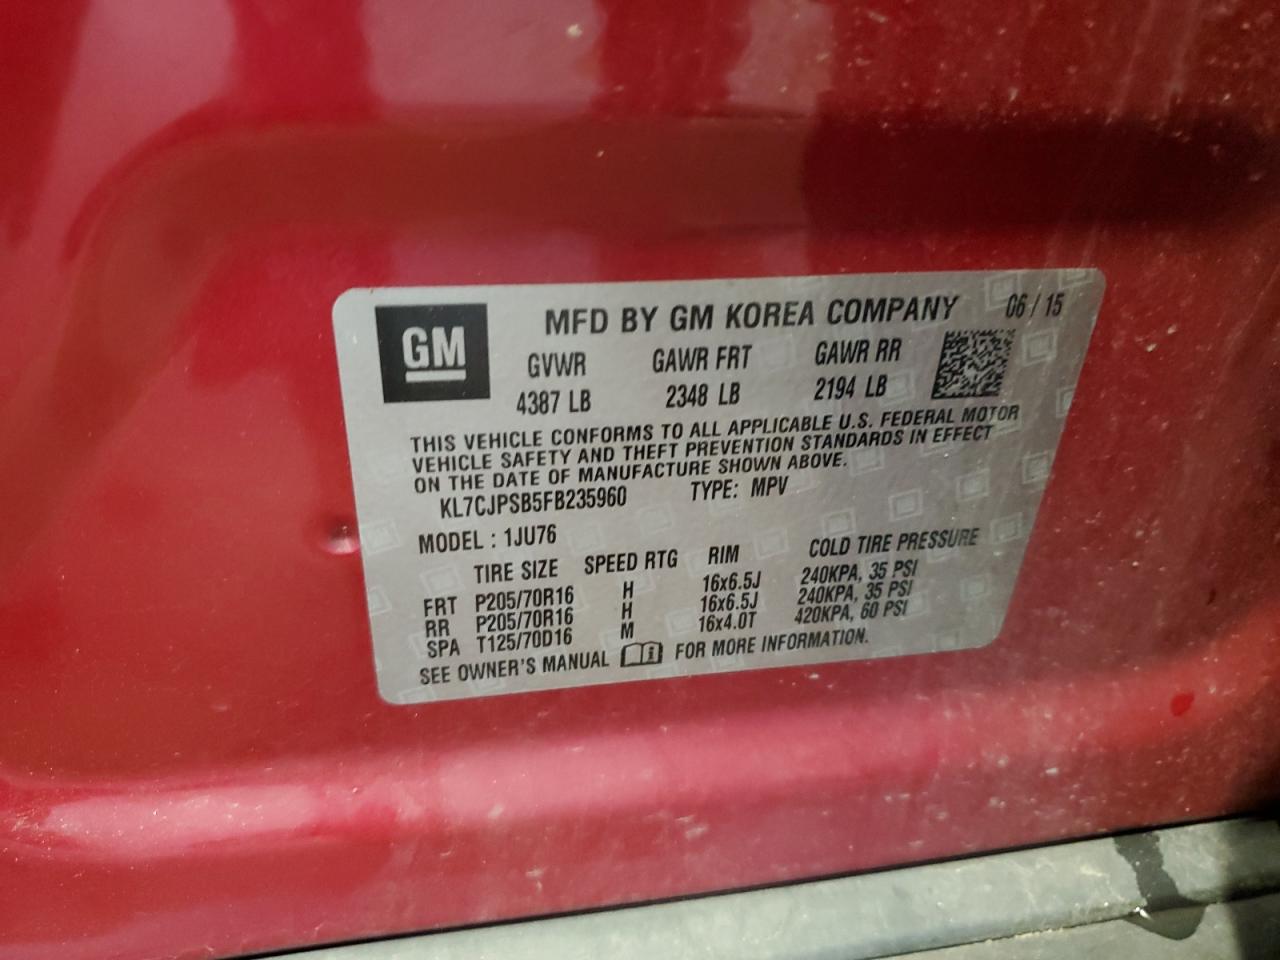 GM
MFD BY GM KOREA COMPANY 06 / 15
GVWR GAWR FRT GAWR RR
4387 LB 2348 LB 2194 LB
THIS VEHICLE CONFORMS TO ALL APPLICABLE U.S. FEDERAL MOTOR
VEHICLE SAFETY AND THEFT PREVENTION STANDARDS IN EFFECT
ON THE DATE OF MANUFACTURE SHOWN ABOVE.
KL7CJPSB5FB235960 TYPE: MPV
MODEL : 1JU76
TIRE SIZE SPEED RTG RIM COLD TIRE PRESSURE
FRT P205/70R16 H 16x6.5J 240KPA, 35 PSI
RR P205/70R16 H 16x6.5J 240KPA, 35 PSI
SPA T125/70D16 M 16x4.0T 420KPA, 60 PSI
SEE OWNER'S MANUAL i FOR MORE INFORMATION.